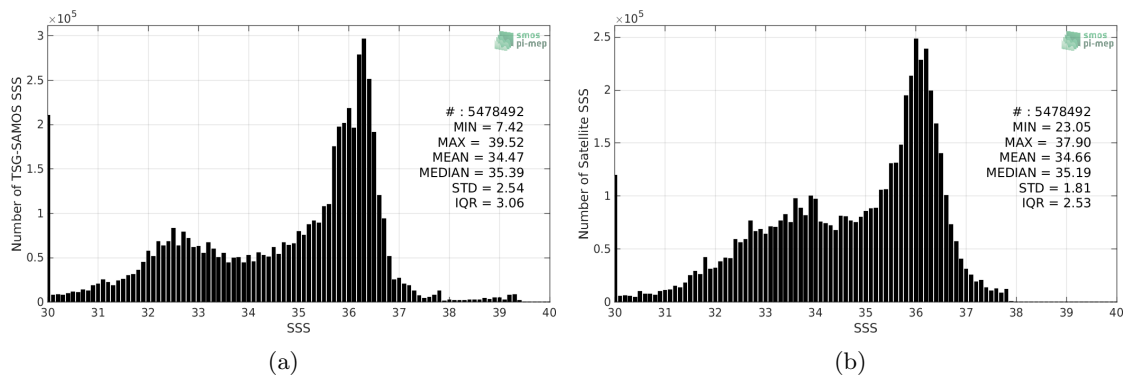 ×10⁵
3
2.5
2
1.5
1
0.5
0
30 31 32 33 34 35 36 37 38 39 40
SSS
Number of TSG-SAMOS SSS
smos
pi-mep
# : 5478492
MIN = 7.42
MAX = 39.52
MEAN = 34.47
MEDIAN = 35.39
STD = 2.54
IQR = 3.06
(a)
×10⁵
2.5
2
1.5
1
0.5
0
30 31 32 33 34 35 36 37 38 39 40
SSS
Number of Satellite SSS
smos
pi-mep
# : 5478492
MIN = 23.05
MAX = 37.90
MEAN = 34.66
MEDIAN = 35.19
STD = 1.81
IQR = 2.53
(b)